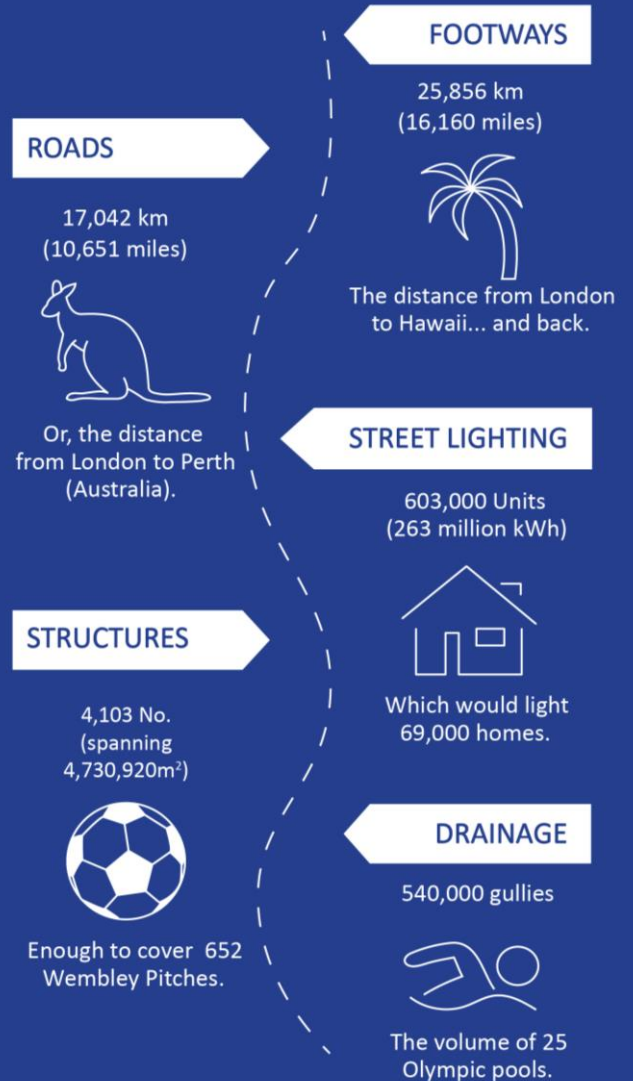 FOOTWAYS
25,856 km
(16,160 miles)
The distance from London
to Hawaii... and back.
ROADS
17,042 km
(10,651 miles)
Or, the distance
from London to Perth
(Australia).
STREET LIGHTING
603,000 Units
(263 million kWh)
Which would light
69,000 homes.
STRUCTURES
4,103 No.
(spanning
4,730,920m²)
Enough to cover 652
Wembley Pitches.
DRAINAGE
540,000 gullies
The volume of 25
Olympic pools.